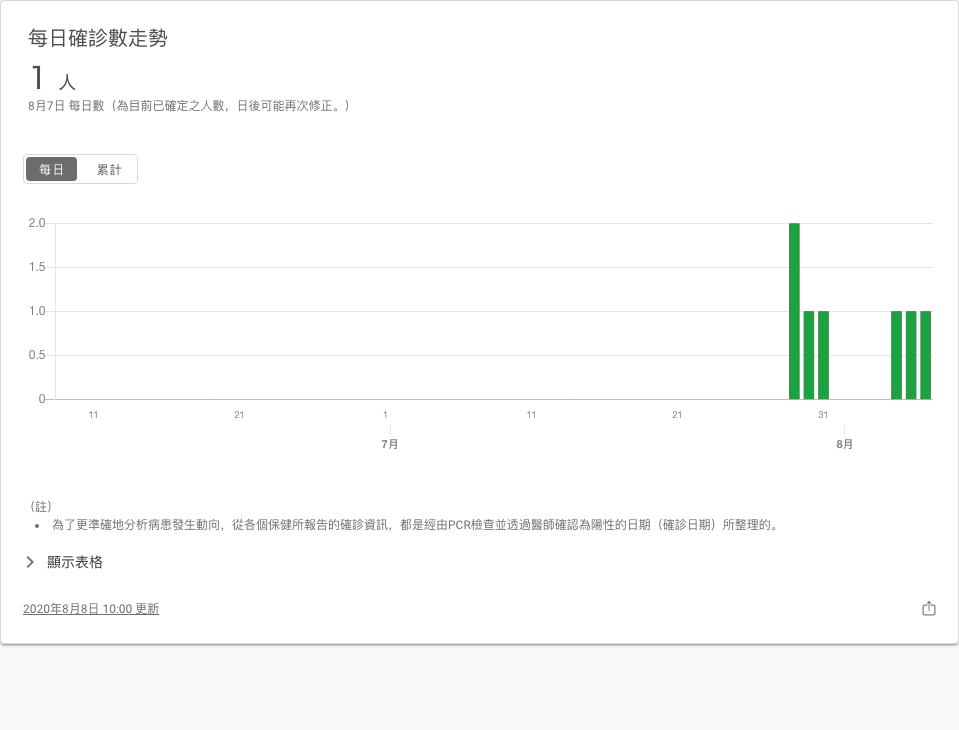 每日確診數走勢
1 人
8月7日 每日數（為目前已確定之人數，日後可能再次修正。）
每日 累計
2.0
1.5
1.0
0.5
0
11 21 1 11 21 31
7月 8月
（註）
• 為了更準確地分析病患發生動向，從各個保健所報告的確診資訊，都是經由PCR檢查並透過醫師確認為陽性的日期（確診日期）所整理的。
顯示表格
2020年8月8日 10:00 更新